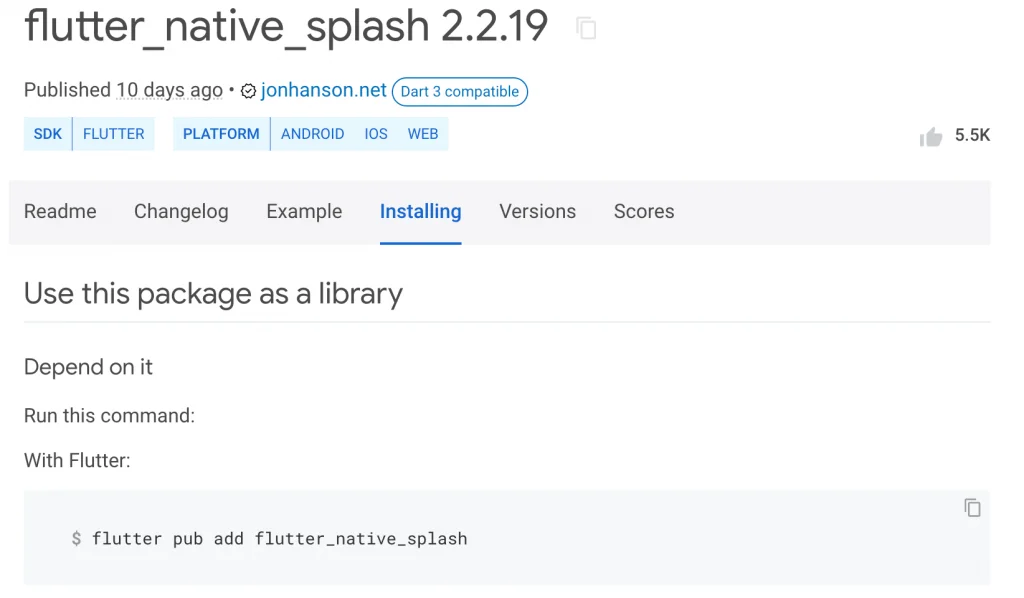 flutter_native_splash 2.2.19
Published 10 days ago • jonhanson.net Dart 3 compatible
SDK FLUTTER PLATFORM ANDROID IOS WEB 5.5K
Readme Changelog Example Installing Versions Scores
Use this package as a library
Depend on it
Run this command:
With Flutter:
$ flutter pub add flutter_native_splash